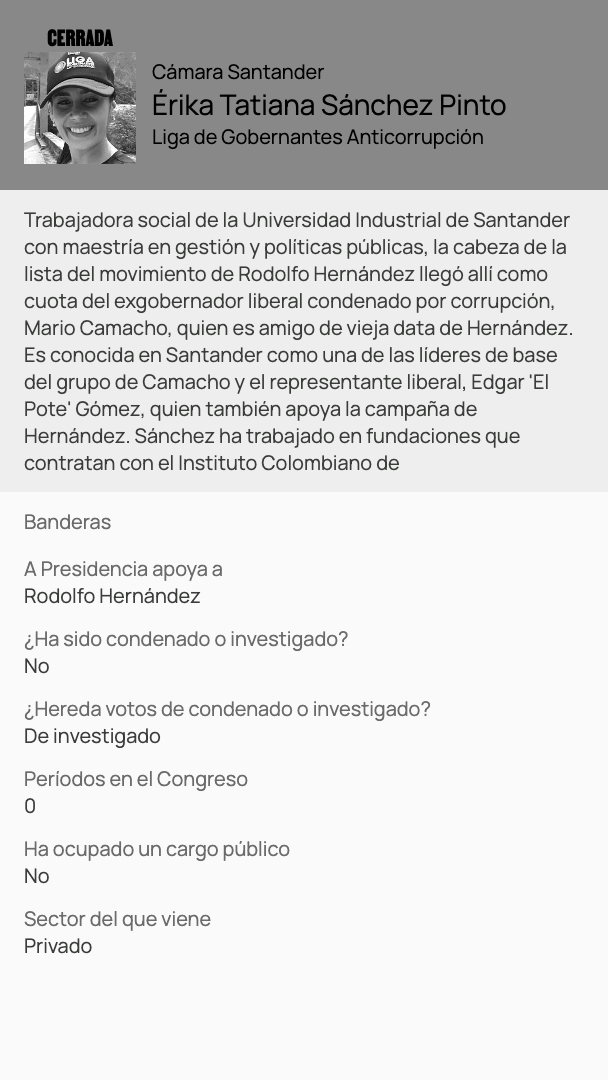 CERRADA
LIGA
Cámara Santander
Érika Tatiana Sánchez Pinto
Liga de Gobernantes Anticorrupción
Trabajadora social de la Universidad Industrial de Santander
con maestría en gestión y políticas públicas, la cabeza de la
lista del movimiento de Rodolfo Hernández llegó allí como
cuota del exgobernador liberal condenado por corrupción,
Mario Camacho, quien es amigo de vieja data de Hernández.
Es conocida en Santander como una de las líderes de base
del grupo de Camacho y el representante liberal, Edgar 'El
Pote' Gómez, quien también apoya la campaña de
Hernández. Sánchez ha trabajado en fundaciones que
contratan con el Instituto Colombiano de
Banderas
A Presidencia apoya a
Rodolfo Hernández
¿Ha sido condenado o investigado?
No
¿Hereda votos de condenado o investigado?
De investigado
Períodos en el Congreso
0
Ha ocupado un cargo público
No
Sector del que viene
Privado